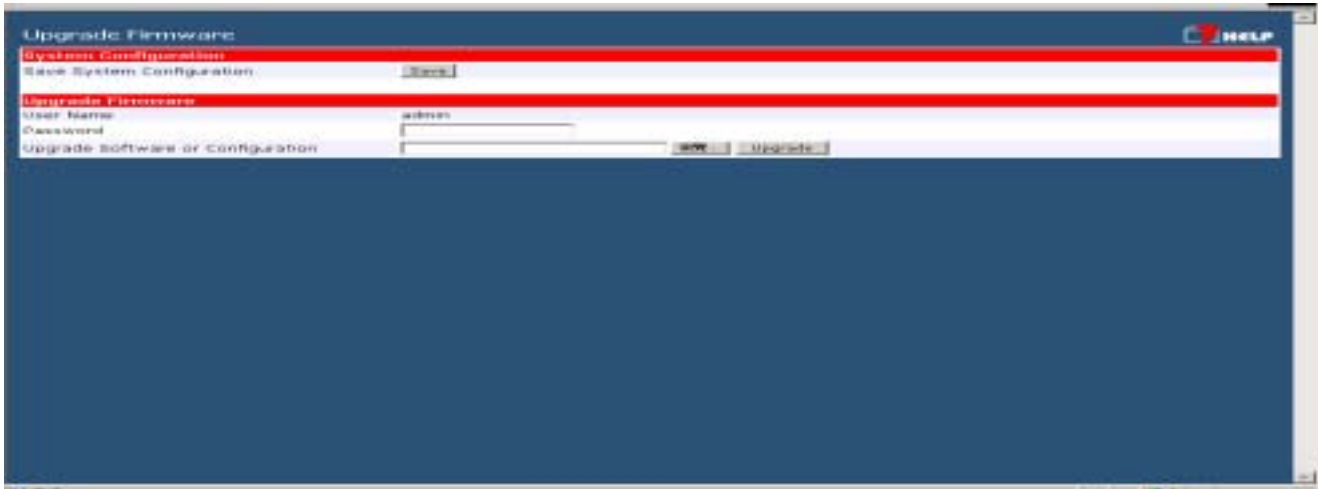 Upgrade Firmware
HELP
System Configuration
Save System Configuration Save
Upgrade Firmware
User Name admin
Password
Upgrade Software or Configuration Upgrade